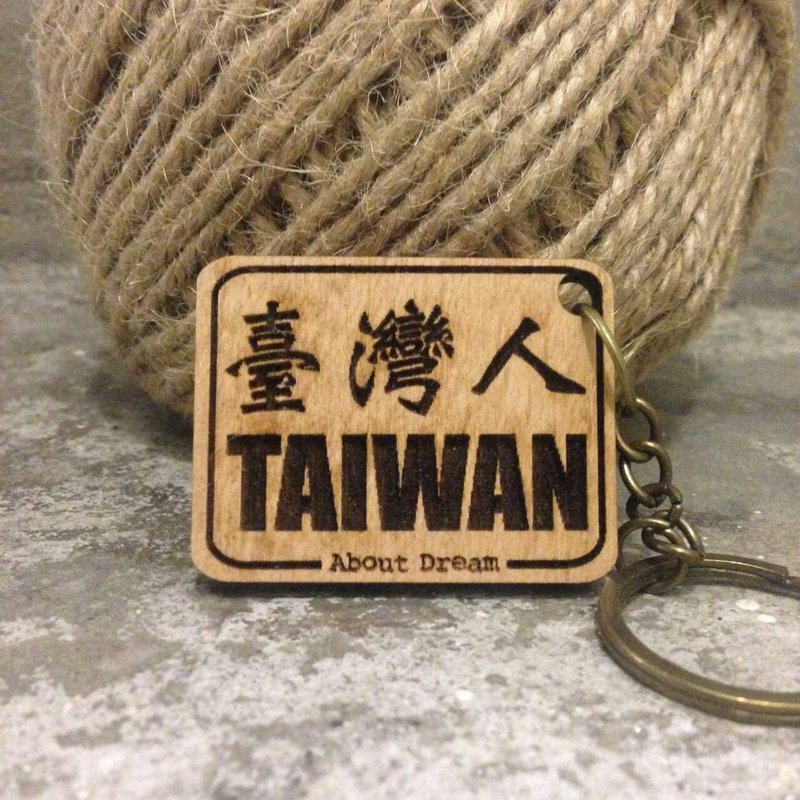 臺灣人
TAIWAN
About Dream